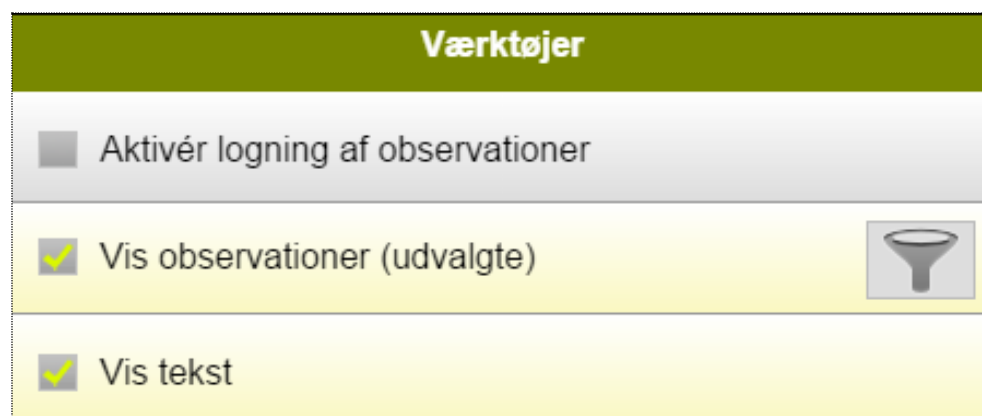 Værktøjer
Aktivér logning af observationer
Vis observationer (udvalgte)
Vis tekst